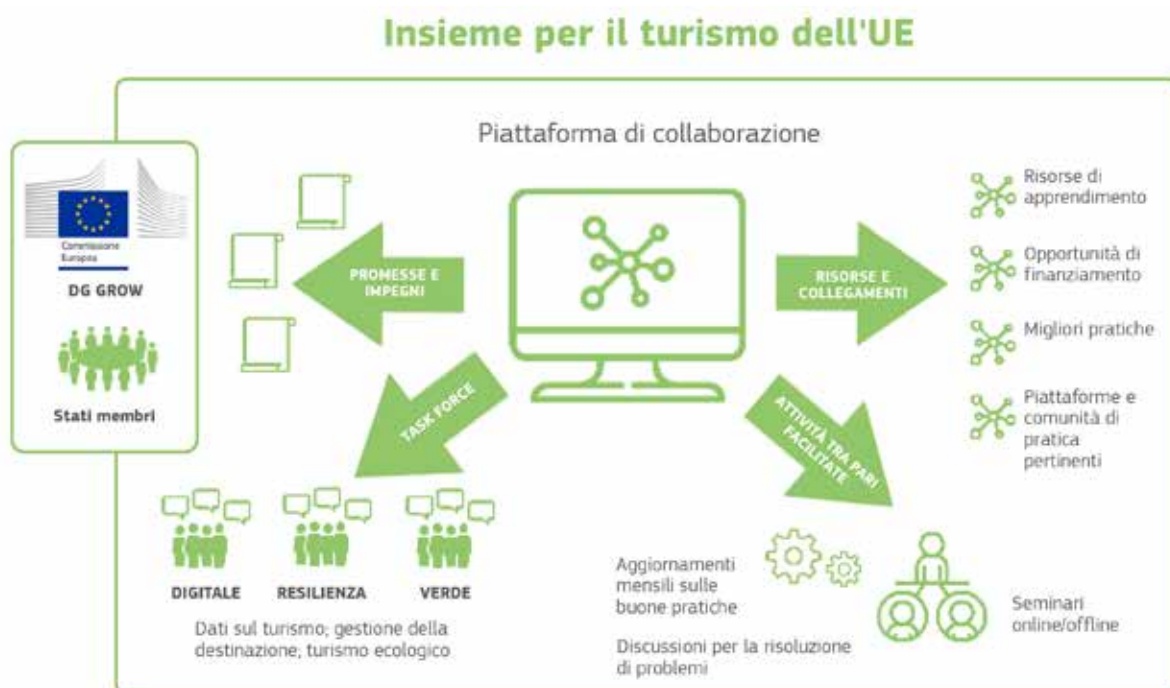 Insieme per il turismo dell'UE
Piattaforma di collaborazione
Commissione
Europea
DG GROW
Stati membri
PROMESSE E
IMPEGNI
RISORSE E
COLLEGAMENTI
Risorse di
apprendimento
Opportunità di
finanziamento
Migliori pratiche
Piattaforme e
comunità di
pratica
pertinenti
TASK FORCE
ATTIVITÀ TRA PARI
FACILITATE
DIGITALE
RESILIENZA
VERDE
Dati sul turismo; gestione della
destinazione; turismo ecologico
Aggiornamenti
mensili sulle
buone pratiche
Discussioni per la risoluzione
di problemi
Seminari
online/offline